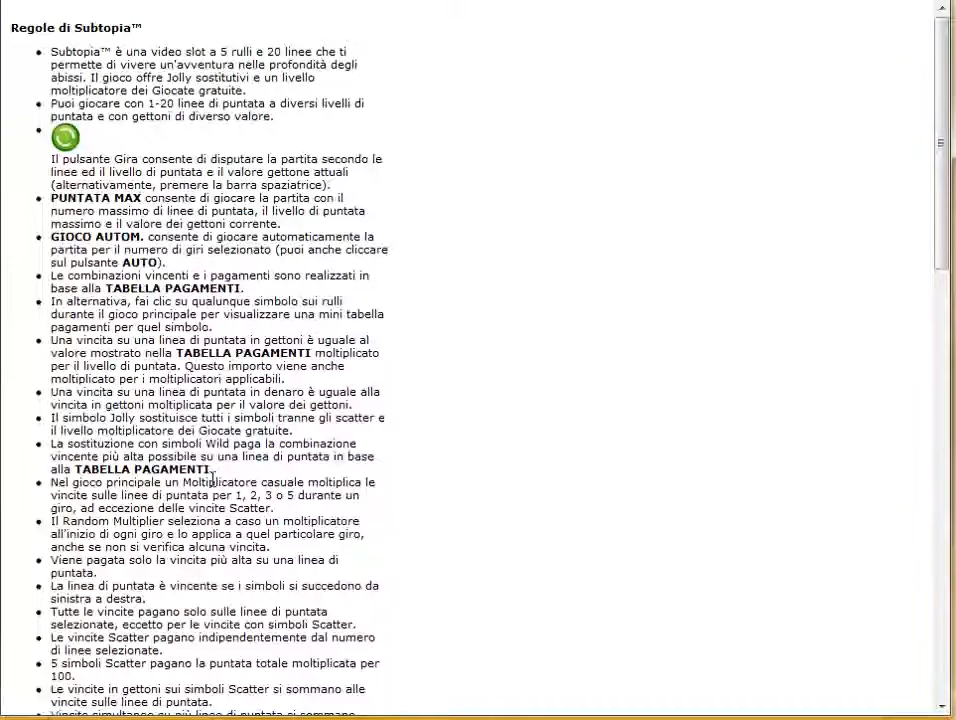 Regole di Subtopia™
Subtopia™ è una video slot a 5 rulli e 20 linee che ti
permette di vivere un'avventura nelle profondità degli
abissi. Il gioco offre Jolly sostitutivi e un livello
moltiplicatore dei Giocate gratuite.
Puoi giocare con 1-20 linee di puntata a diversi livelli di
puntata e con gettoni di diverso valore.
Il pulsante Gira consente di disputare la partita secondo le
linee ed il livello di puntata e il valore gettone attuali
(alternativamente, premere la barra spaziatrice).
PUNTATA MAX consente di giocare la partita con il
numero massimo di linee di puntata, il livello di puntata
massimo e il valore dei gettoni corrente.
GIOCO AUTOM. consente di giocare automaticamente la
partita per il numero di giri selezionato (puoi anche cliccare
sul pulsante AUTO).
Le combinazioni vincenti e i pagamenti sono realizzati in
base alla TABELLA PAGAMENTI.
In alternativa, fai clic su qualunque simbolo sui rulli
durante il gioco principale per visualizzare una mini tabella
pagamenti per quel simbolo.
Una vincita su una linea di puntata in gettoni è uguale al
valore mostrato nella TABELLA PAGAMENTI moltiplicato
per il livello di puntata. Questo importo viene anche
moltiplicato per i moltiplicatori applicabili.
Una vincita su una linea di puntata in denaro è uguale alla
vincita in gettoni moltiplicata per il valore dei gettoni.
Il simbolo Jolly sostituisce tutti i simboli tranne gli scatter e
il livello moltiplicatore dei Giocate gratuite.
La sostituzione con simboli Wild paga la combinazione
vincente più alta possibile su una linea di puntata in base
alla TABELLA PAGAMENTI.
Nel gioco principale un Moltiplicatore casuale moltiplica le
vincite sulle linee di puntata per 1, 2, 3 o 5 durante un
giro, ad eccezione delle vincite Scatter.
Il Random Multiplier seleziona a caso un moltiplicatore
all'inizio di ogni giro e lo applica a quel particolare giro,
anche se non si verifica alcuna vincita.
Viene pagata solo la vincita più alta su una linea di
puntata.
La linea di puntata è vincente se i simboli si succedono da
sinistra a destra.
Tutte le vincite pagano solo sulle linee di puntata
selezionate, eccetto per le vincite con simboli Scatter.
Le vincite Scatter pagano indipendentemente dal numero
di linee selezionate.
5 simboli Scatter pagano la puntata totale moltiplicata per
100.
Le vincite in gettoni sui simboli Scatter si sommano alle
vincite sulle linee di puntata.
Vincite simultanee su più linee di puntata si sommano